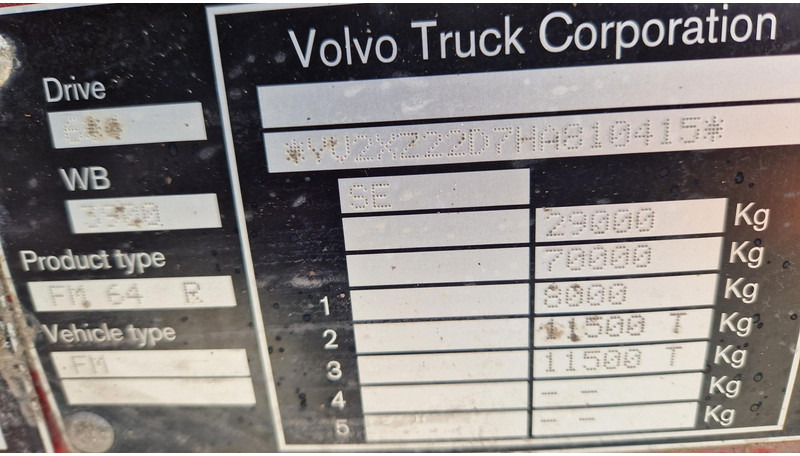 Volvo Truck Corporation
Drive
*YV2XZ22D7HA810415*
WB
SE
29000 Kg
Product type
70000 Kg
FM 64 R
1 8000 Kg
Vehicle type
2 11500 T Kg
FM
3 11500 T Kg
4 -- Kg
5 -- Kg